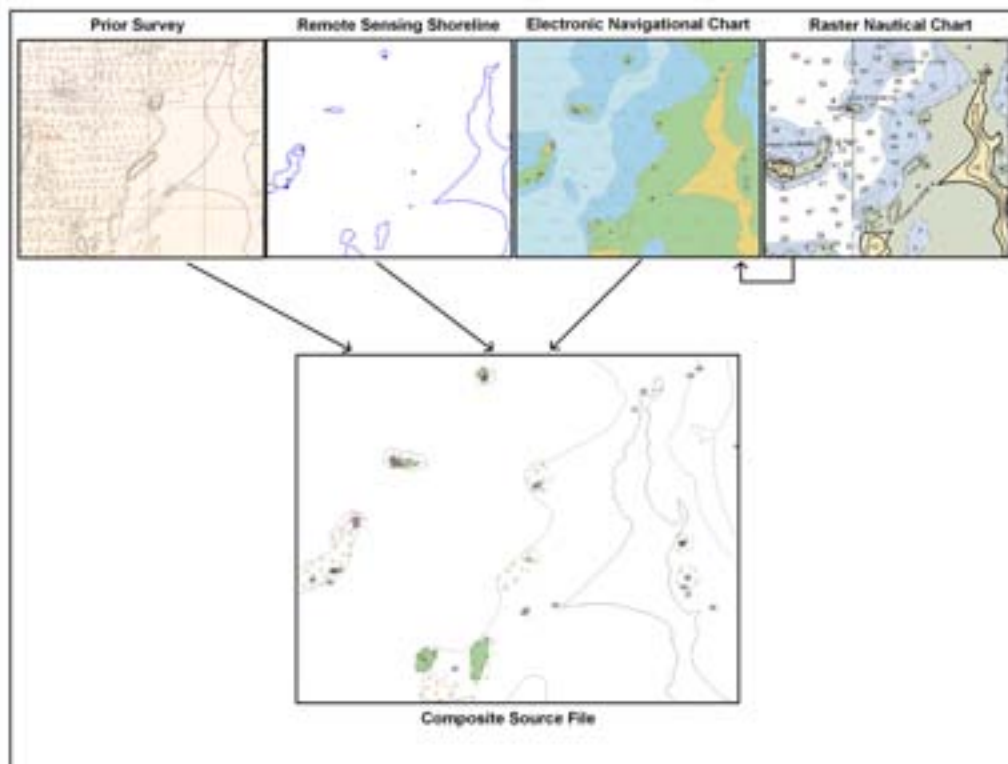 Prior Survey
Remote Sensing Shoreline
Electronic Navigational Chart
Raster Nautical Chart
Composite Source File